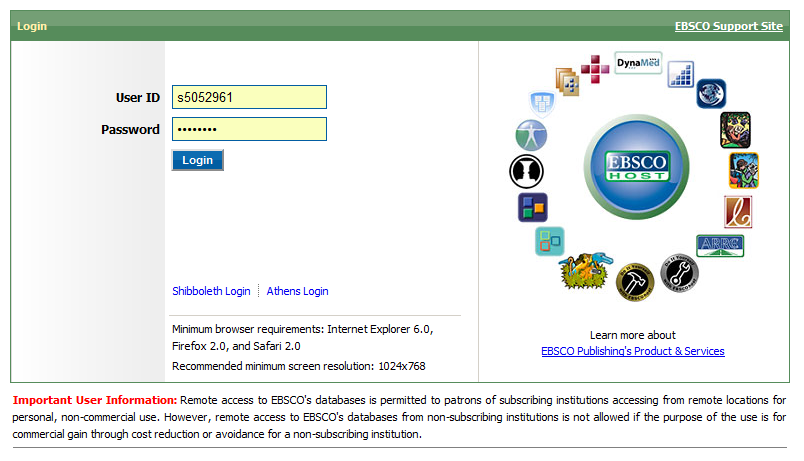 Login
EBSCO Support Site
User ID
s5052961
Password
••••••••
Login
Shibboleth Login
Athens Login
Minimum browser requirements: Internet Explorer 6.0,
Firefox 2.0, and Safari 2.0
Recommended minimum screen resolution: 1024x768
DynaMed
EBSCO
HOST
ARRC
Learn more about
EBSCO Publishing's Product & Services
Important User Information: Remote access to EBSCO's databases is permitted to patrons of subscribing institutions accessing from remote locations for
personal, non-commercial use. However, remote access to EBSCO's databases from non-subscribing institutions is not allowed if the purpose of the use is for
commercial gain through cost reduction or avoidance for a non-subscribing institution.